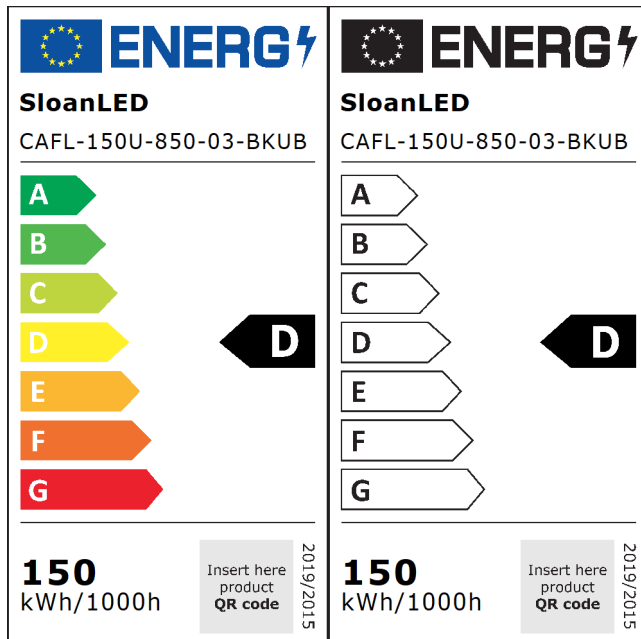 ENERG
SloanLED
CAFL-150U-850-03-BKUB
A
B
C
D
D
E
F
G
150
kWh/1000h
Insert here
product
QR code
2019/2015
ENERG
SloanLED
CAFL-150U-850-03-BKUB
A
B
C
D
D
E
F
G
150
kWh/1000h
Insert here
product
QR code
2019/2015